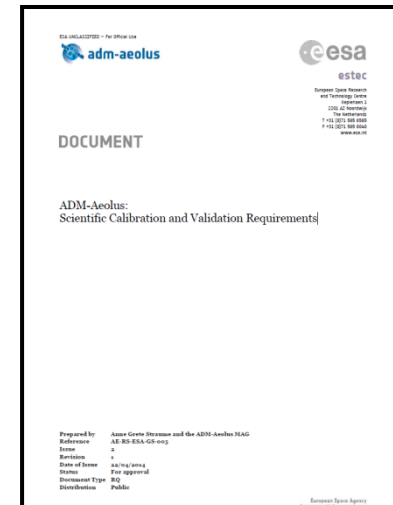 ESA UNCLASSIFIED – For Official Use
adm-aeolus
esa
estec
European Space Research
and Technology Centre
Keplerlaan 1
2201 AZ Noordwijk
The Netherlands
T +31 (0)71 565 6565
F +31 (0)71 565 6040
www.esa.int
DOCUMENT
ADM-Aeolus:
Scientific Calibration and Validation Requirements
Prepared by Anne Grete Straume and the ADM-Aeolus MAG
Reference AE-RS-ESA-GS-005
Issue 2
Revision 1
Date of Issue 22/04/2014
Status For approval
Document Type RQ
Distribution Public
European Space Agency